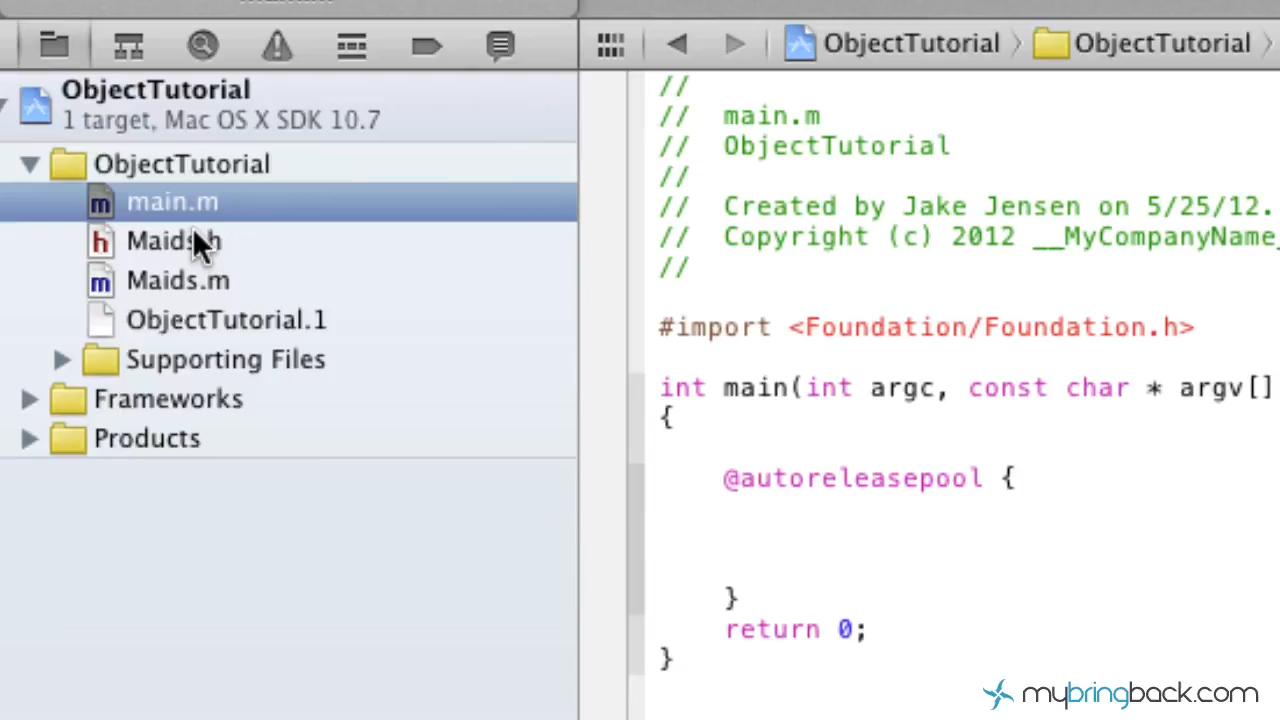 ObjectTutorial
1 target, Mac OS X SDK 10.7
ObjectTutorial
main.m
Maids.h
Maids.m
ObjectTutorial.1
Supporting Files
Frameworks
Products
ObjectTutorial ObjectTutorial
//
// main.m
// ObjectTutorial
//
// Created by Jake Jensen on 5/25/12.
// Copyright (c) 2012 __MyCompanyName_
//
#import <Foundation/Foundation.h>
int main(int argc, const char * argv[]
{
@autoreleasepool {
}
return 0;
}
mybringback.com